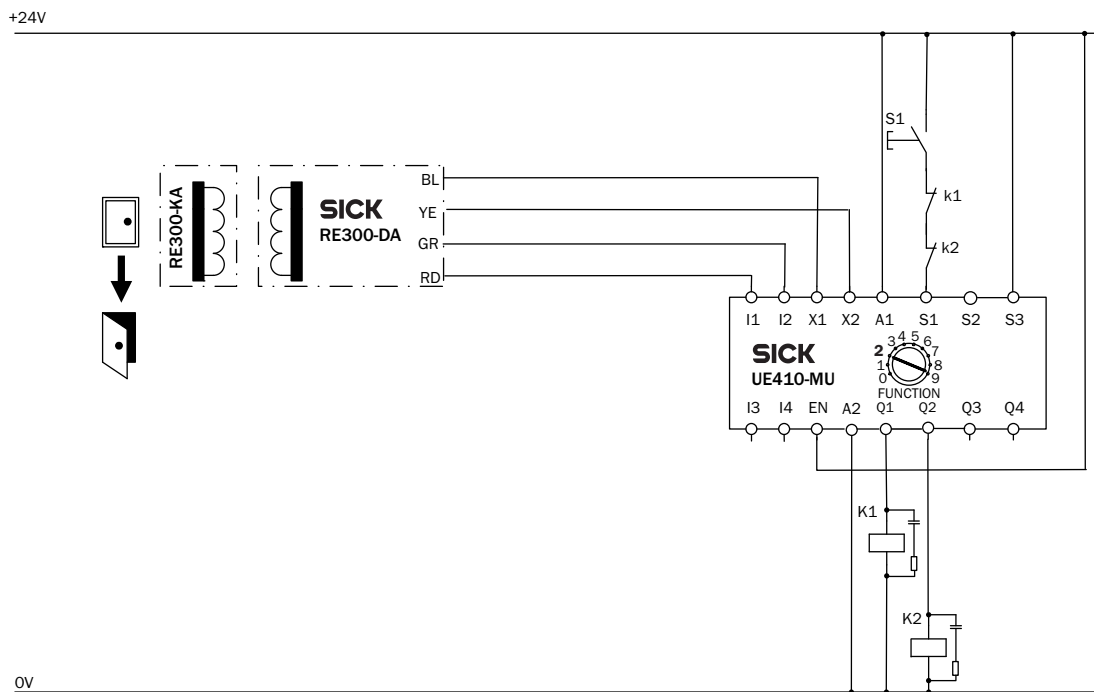 +24V
S1
k1
k2
RE300-KA
SICK
RE300-DA
BL
YE
GR
RD
I1 I2 X1 X2 A1 S1 S2 S3
SICK
UE410-MU
0 1 2 3 4 5 6 7 8 9
FUNCTION
I3 I4 EN A2 Q1 Q2 Q3 Q4
K1
K2
0V